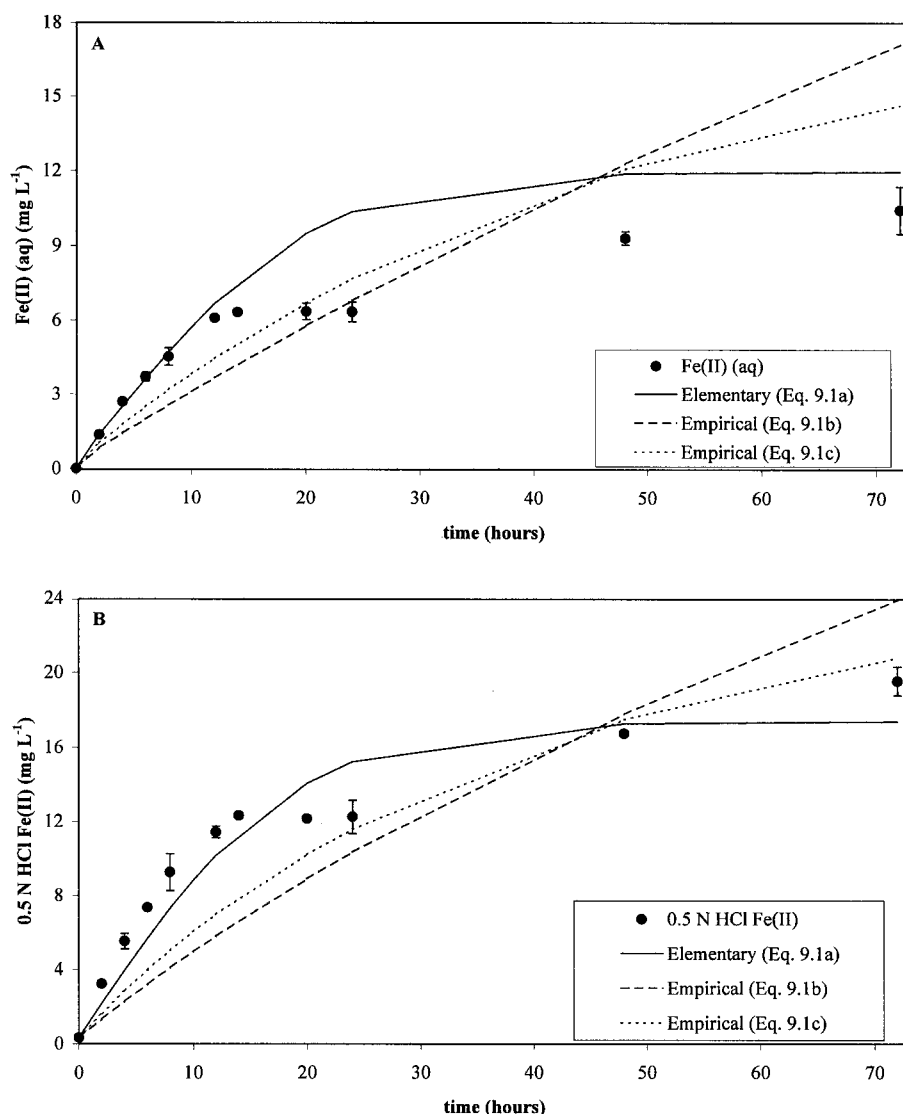 18
A
15
12
9
6
3
0
Fe(II) (aq) (mg L⁻¹)
Fe(II) (aq)
Elementary (Eq. 9.1a)
Empirical (Eq. 9.1b)
Empirical (Eq. 9.1c)
0 10 20 30 40 50 60 70
time (hours)
24
B
20
16
12
8
4
0
0.5 N HCl Fe(II) (mg L⁻¹)
0.5 N HCl Fe(II)
Elementary (Eq. 9.1a)
Empirical (Eq. 9.1b)
Empirical (Eq. 9.1c)
0 10 20 30 40 50 60 70
time (hours)